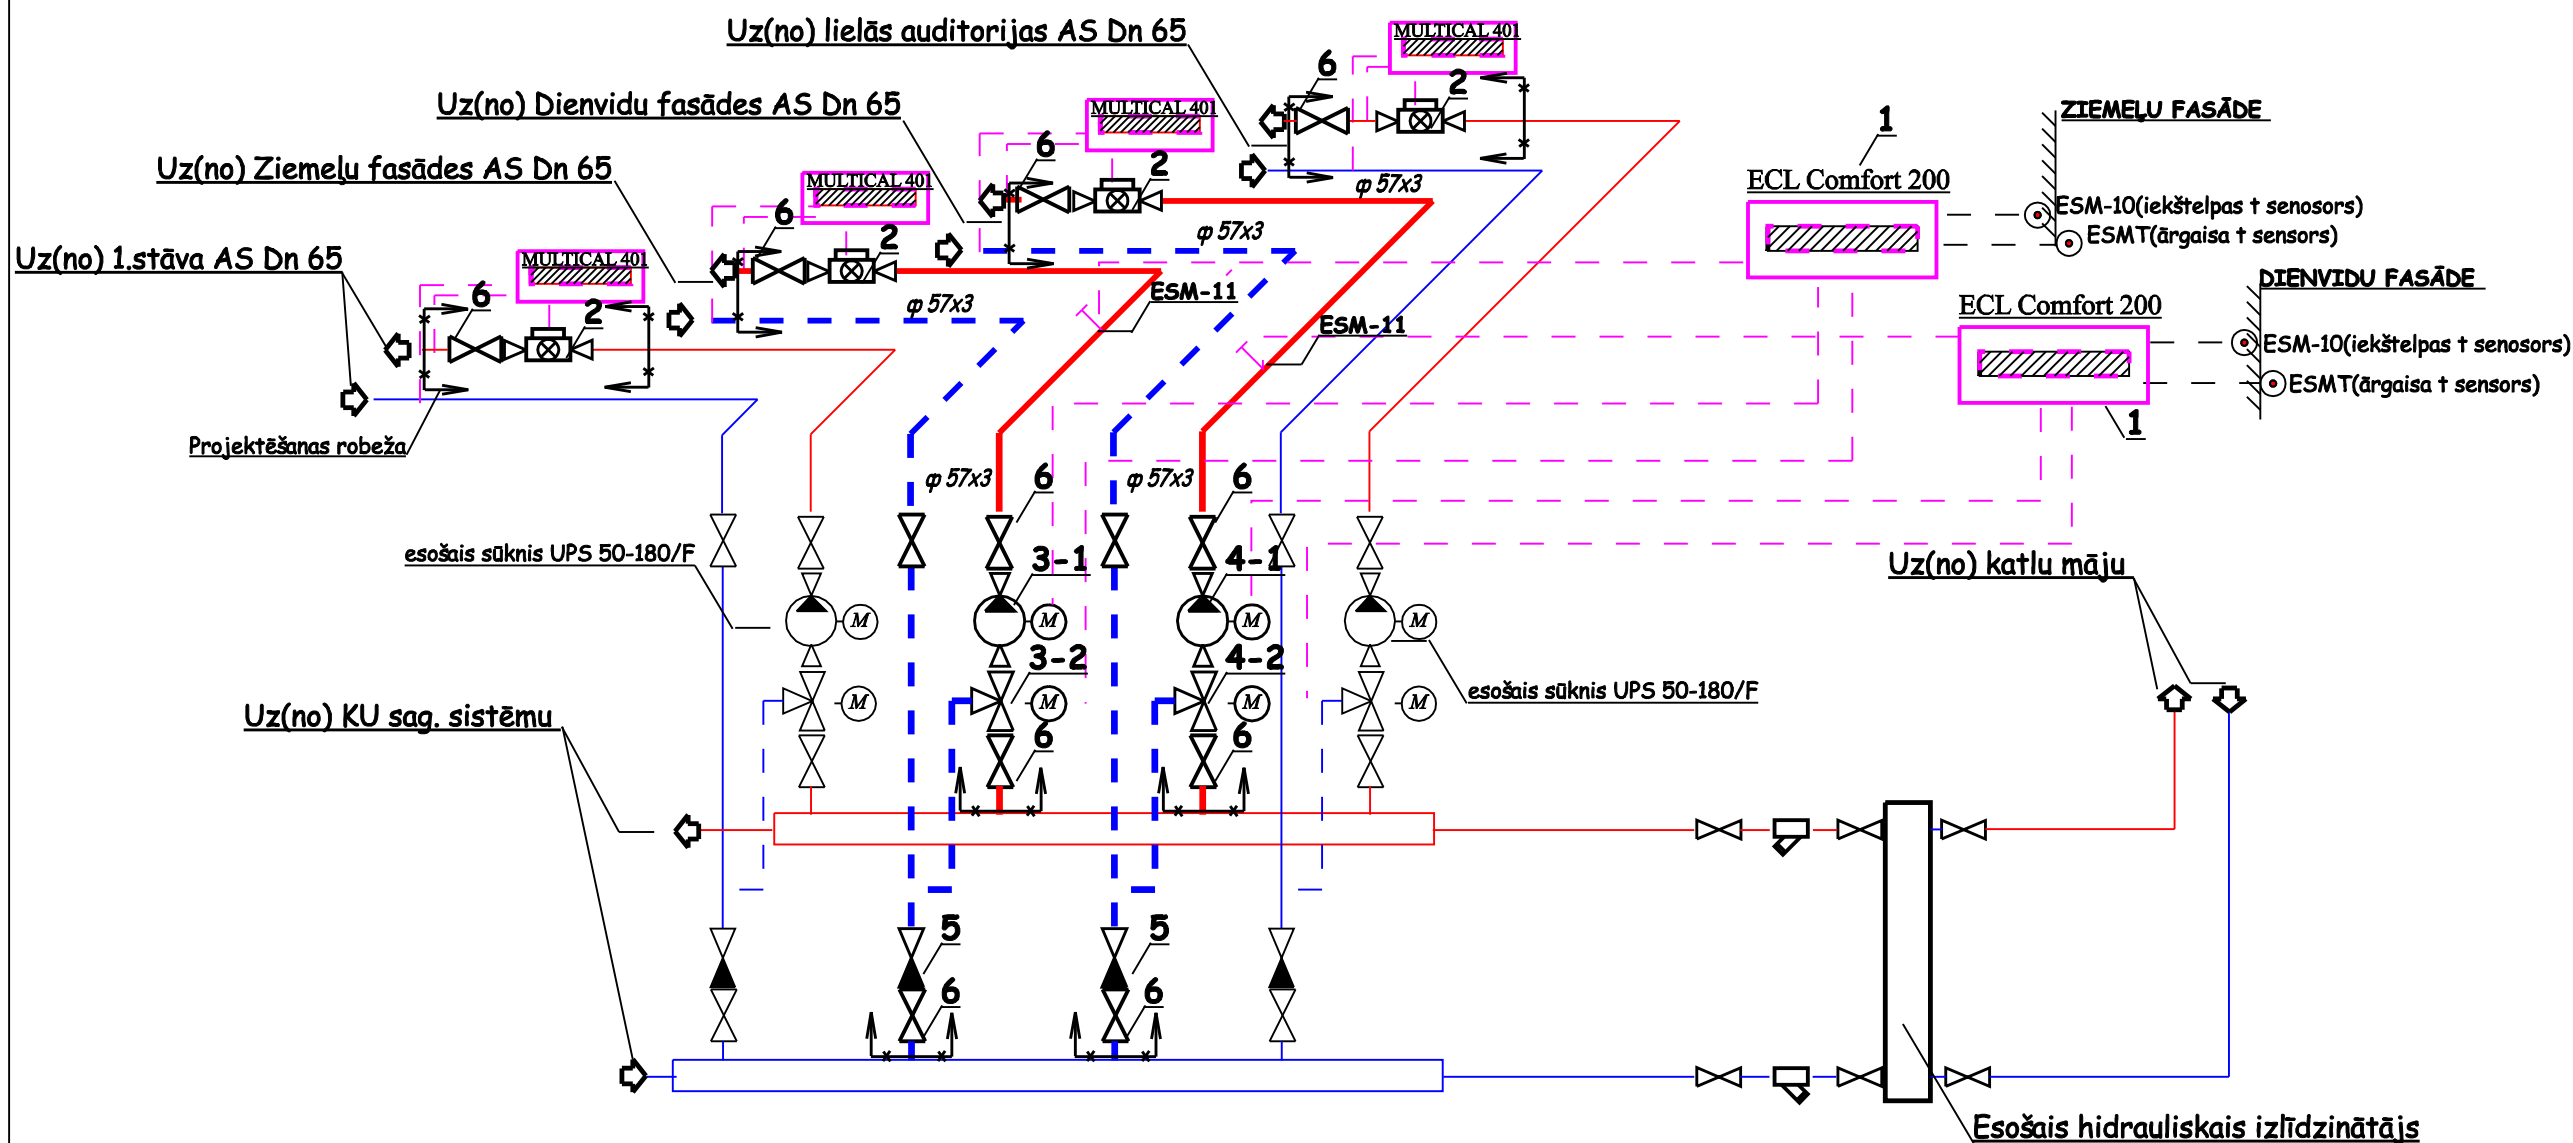 Uz(no) lielās auditorijas AS Dn 65
MULTICAL 401
6
2
Uz(no) Dienvidu fasādes AS Dn 65
MULTICAL 401
6
2
φ 57x3
ZIEMEĻU FASĀDE
1
ECL Comfort 200
ESM-10(iekštelpas t senosors)
ESMT(ārgaisa t sensors)
Uz(no) Ziemeļu fasādes AS Dn 65
MULTICAL 401
6
2
φ 57x3
Uz(no) 1.stāva AS Dn 65
MULTICAL 401
6
2
φ 57x3
ESM-11
ESM-11
DIENVIDU FASĀDE
ECL Comfort 200
ESM-10(iekštelpas t senosors)
ESMT(ārgaisa t sensors)
1
Projektēšanas robeža
φ 57x3
6
φ 57x3
6
esošais sūknis UPS 50-180/F
3-1
4-1
Uz(no) katlu māju
M
M
M
M
3-2
4-2
esošais sūknis UPS 50-180/F
M
M
M
M
Uz(no) KU sag. sistēmu
6
6
5
5
6
6
Esošais hidrauliskais izlīdzinātājs